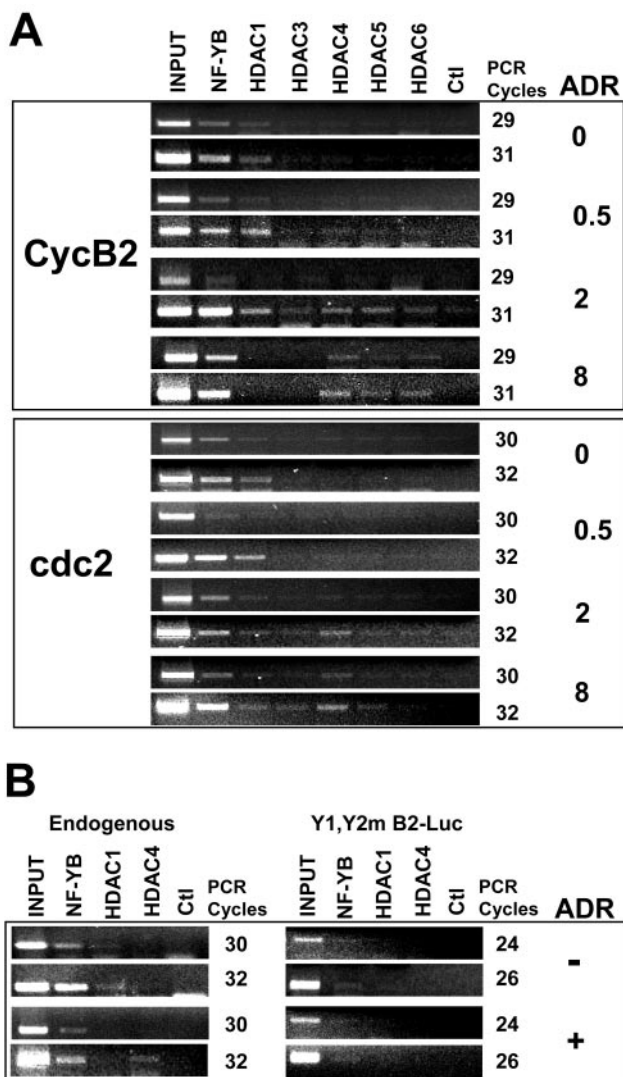 A
INPUT NF-YB HDAC1 HDAC3 HDAC4 HDAC5 HDAC6 Ctl PCR Cycles ADR
CycB2
29 0
31
29 0.5
31
29 2
31
29 8
31
cdc2
30 0
32
30 0.5
32
30 2
32
30 8
32
B
Endogenous Y1,Y2m B2-Luc
INPUT NF-YB HDAC1 HDAC4 Ctl PCR Cycles INPUT NF-YB HDAC1 HDAC4 Ctl PCR Cycles ADR
30 24 -
32 26
30 24 +
32 26